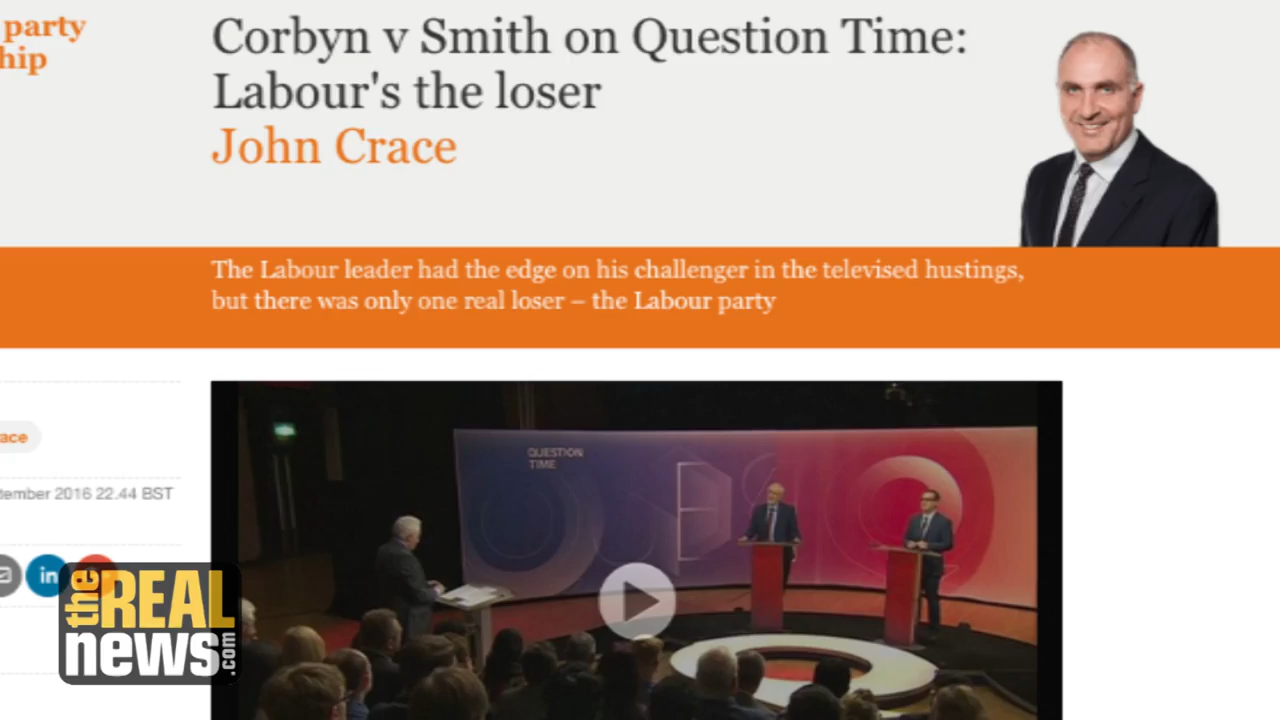 party
hip
Corbyn v Smith on Question Time:
Labour's the loser
John Crace
The Labour leader had the edge on his challenger in the televised hustings,
but there was only one real loser – the Labour party
ace
tember 2016 22.44 BST
in
QUESTION
TIME
the REAL
news.com